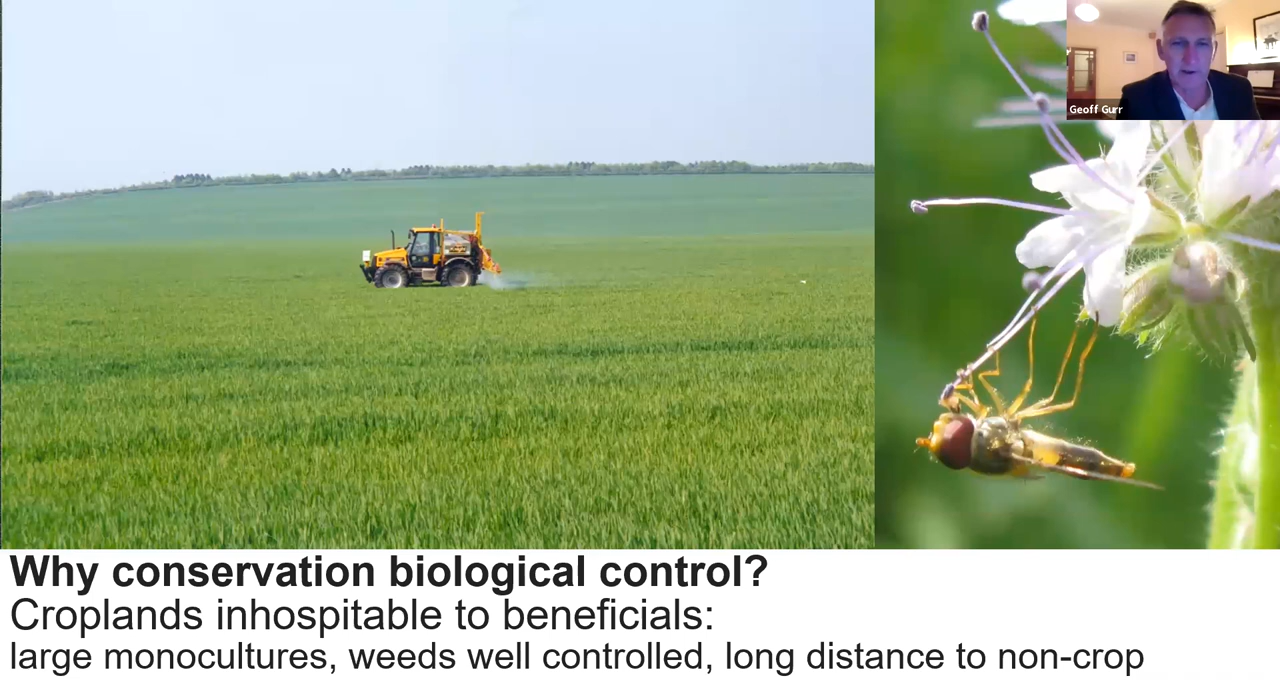 Geoff Gurr
Why conservation biological control?
Croplands inhospitable to beneficials:
large monocultures, weeds well controlled, long distance to non-crop